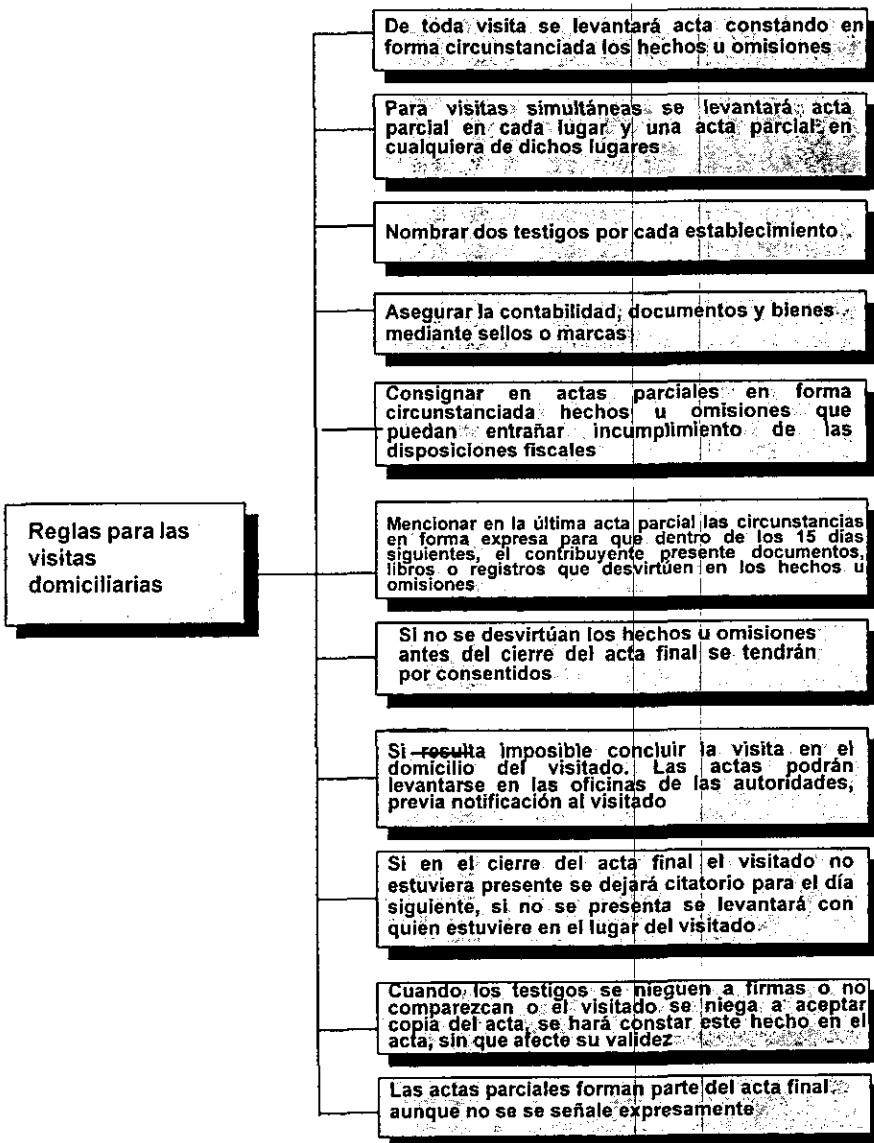 De toda visita se levantará acta constando en
forma circunstanciada los hechos u omisiones
Para visitas simultáneas se levantará acta
parcial en cada lugar y una acta parcial en
cualquiera de dichos lugares
Nombrar dos testigos por cada establecimiento
Asegurar la contabilidad, documentos y bienes
mediante sellos o marcas
Consignar en actas parciales en forma
circunstanciada hechos u omisiones que
puedan entrañar incumplimiento de las
disposiciones fiscales
Reglas para las
visitas
domiciliarias
Mencionar en la última acta parcial las circunstancias
en forma expresa para que dentro de los 15 días
siguientes, el contribuyente presente documentos,
libros o registros que desvirtúen en los hechos u
omisiones
Si no se desvirtúan los hechos u omisiones
antes del cierre del acta final se tendrán
por consentidos
Si resulta imposible concluir la visita en el
domicilio del visitado. Las actas podrán
levantarse en las oficinas de las autoridades,
previa notificación al visitado
Si en el cierre del acta final el visitado no
estuviera presente se dejará citatorio para el día
siguiente, si no se presenta se levantará con
quien estuviere en el lugar del visitado
Cuando los testigos se nieguen a firmas o no
comparezcan o el visitado se niega a aceptar
copia del acta, se hará constar este hecho en el
acta, sin que afecte su validez
Las actas parciales forman parte del acta final
aunque no se se señale expresamente